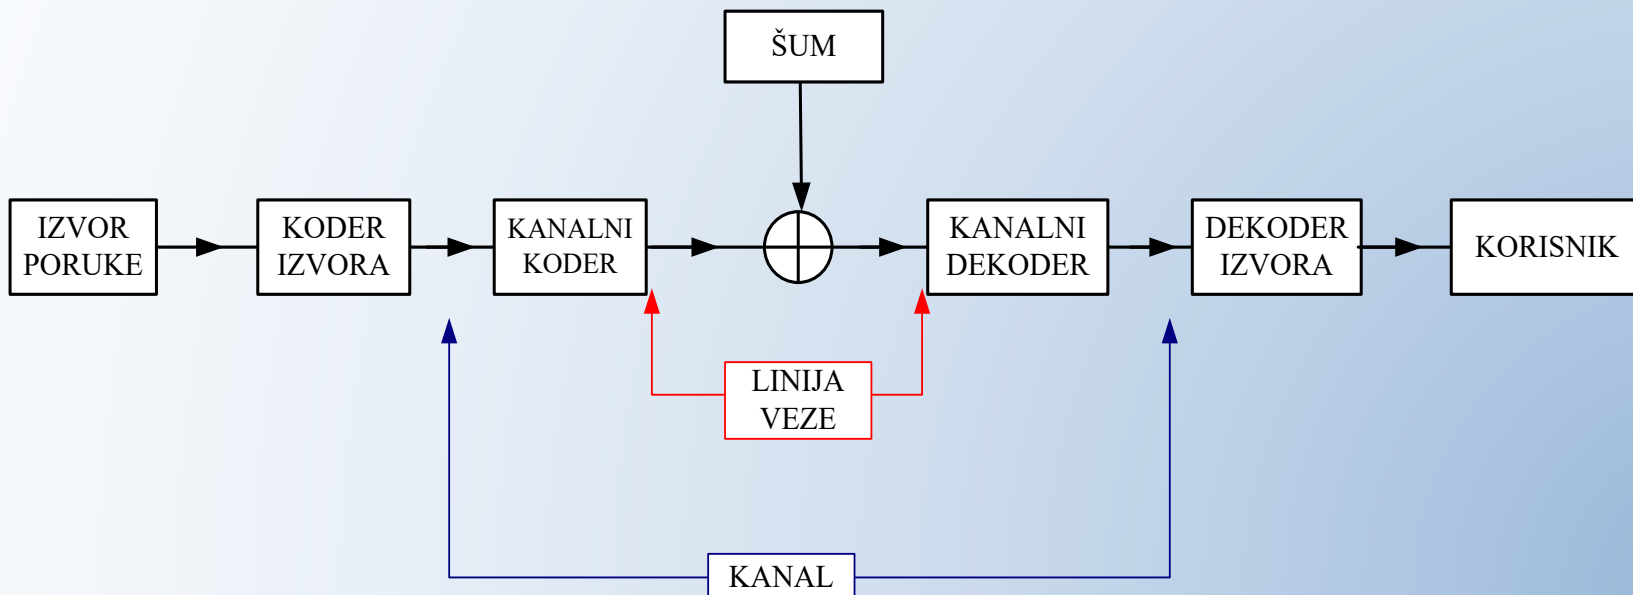 ŠUM
IZVOR
PORUKE
KODER
IZVORA
KANALNI
KODER
KANALNI
DEKODER
DEKODER
IZVORA
KORISNIK
LINIJA
VEZE
KANAL